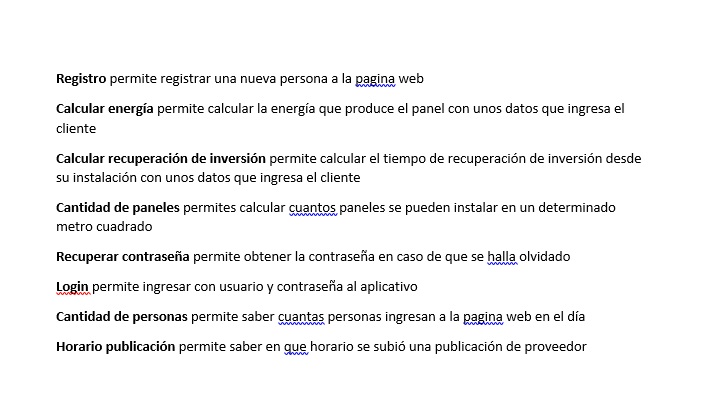 Registro permite registrar una nueva persona a la pagina web
Calcular energía permite calcular la energía que produce el panel con unos datos que ingresa el
cliente
Calcular recuperación de inversión permite calcular el tiempo de recuperación de inversión desde
su instalación con unos datos que ingresa el cliente
Cantidad de paneles permites calcular cuantos paneles se pueden instalar en un determinado
metro cuadrado
Recuperar contraseña permite obtener la contraseña en caso de que se halla olvidado
Login permite ingresar con usuario y contraseña al aplicativo
Cantidad de personas permite saber cuantas personas ingresan a la pagina web en el día
Horario publicación permite saber en que horario se subió una publicación de proveedor